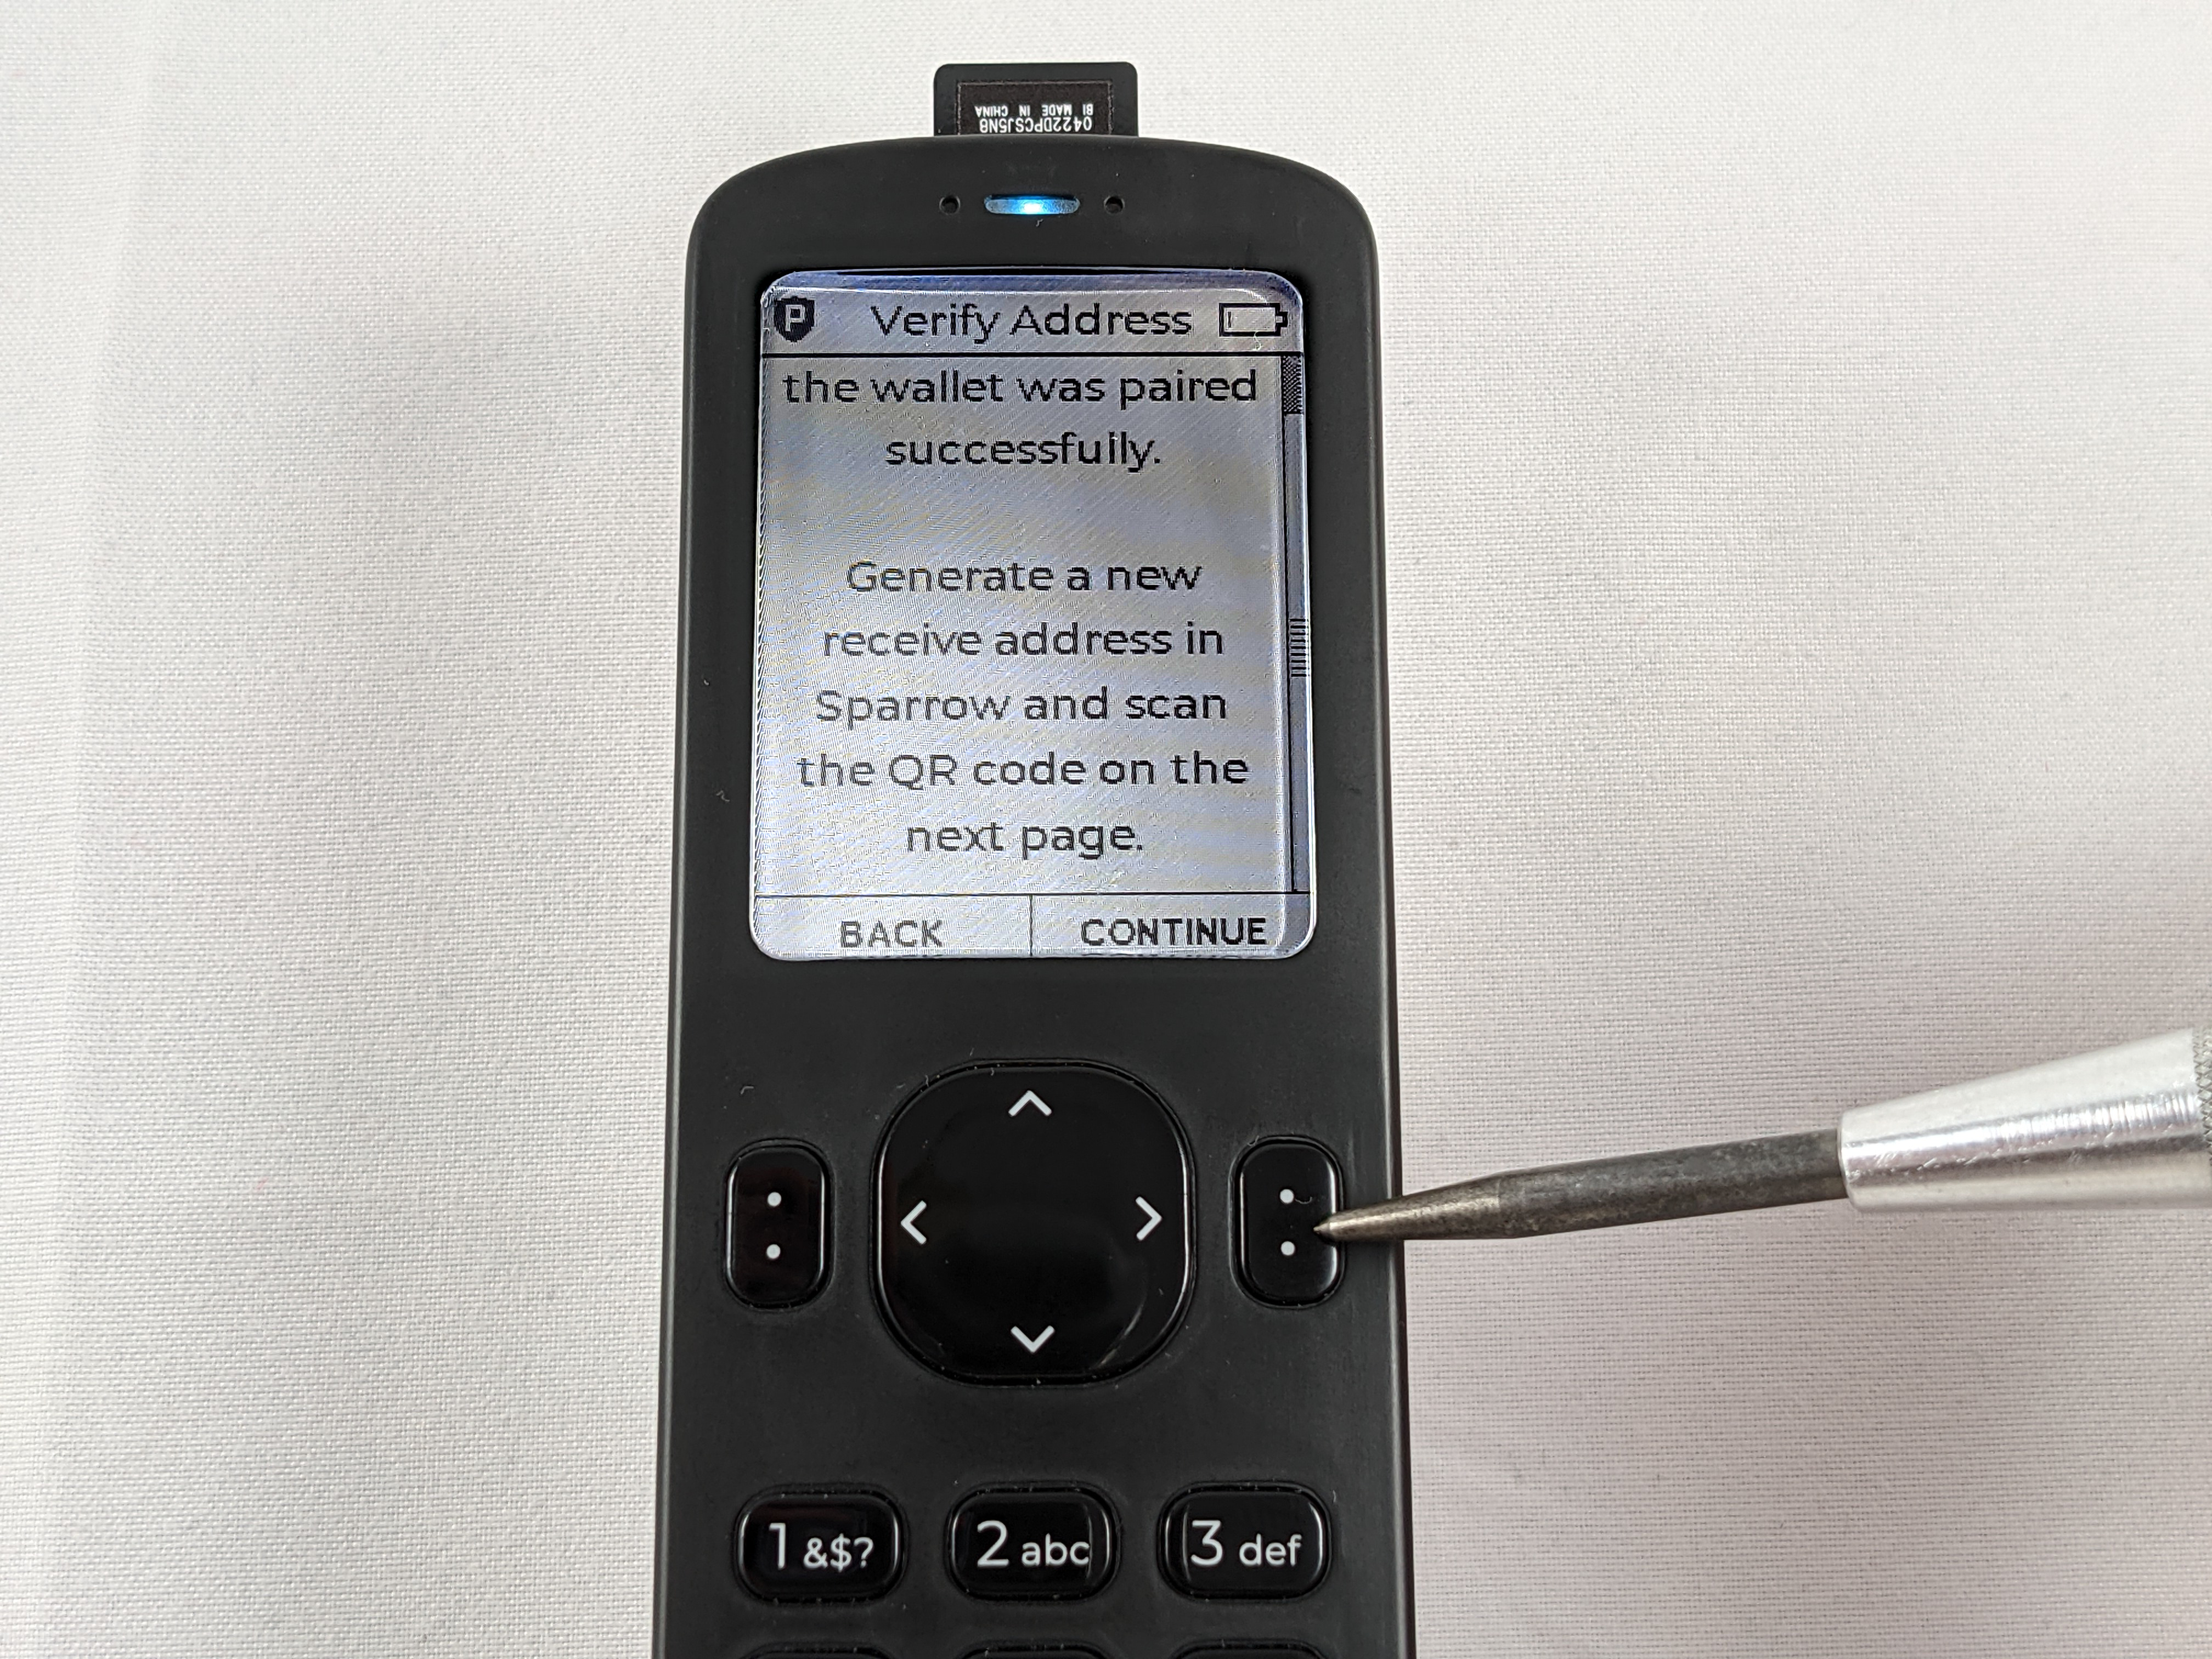 BI MADE IN CHINA
0422DPCSJ5N8
P
Verify Address
the wallet was paired
successfully.
Generate a new
receive address in
Sparrow and scan
the QR code on the
next page.
BACK
CONTINUE
1 &$?
2 abc
3 def